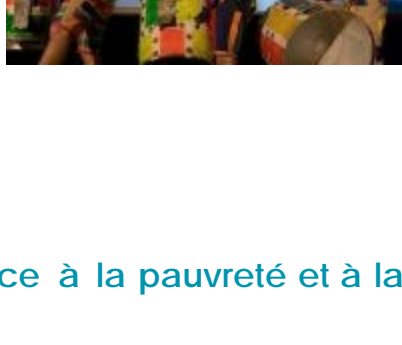 ce à la pauvreté et à la